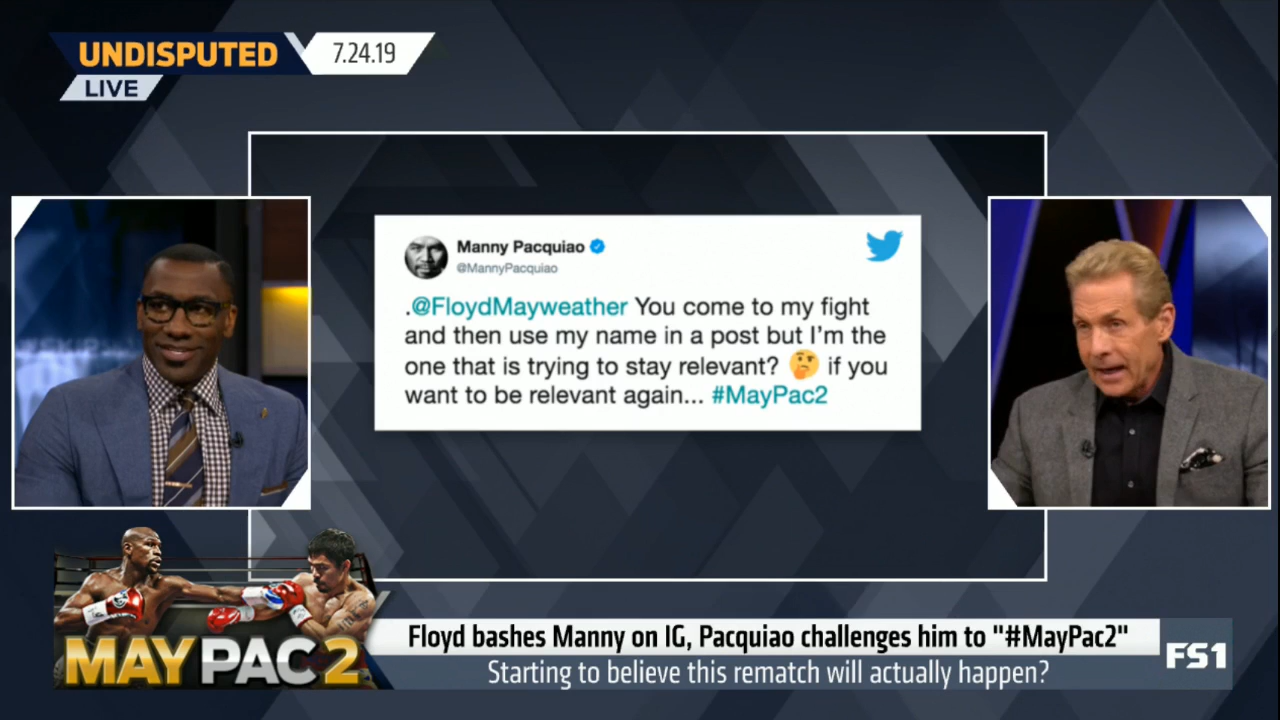 UNDISPUTED
7.24.19
LIVE
Manny Pacquiao
@MannyPacquiao
.@FloydMayweather You come to my fight
and then use my name in a post but I'm the
one that is trying to stay relevant? 🤔 if you
want to be relevant again... #MayPac2
MAY PAC 2
Floyd bashes Manny on IG, Pacquiao challenges him to "#MayPac2"
Starting to believe this rematch will actually happen?
FS1